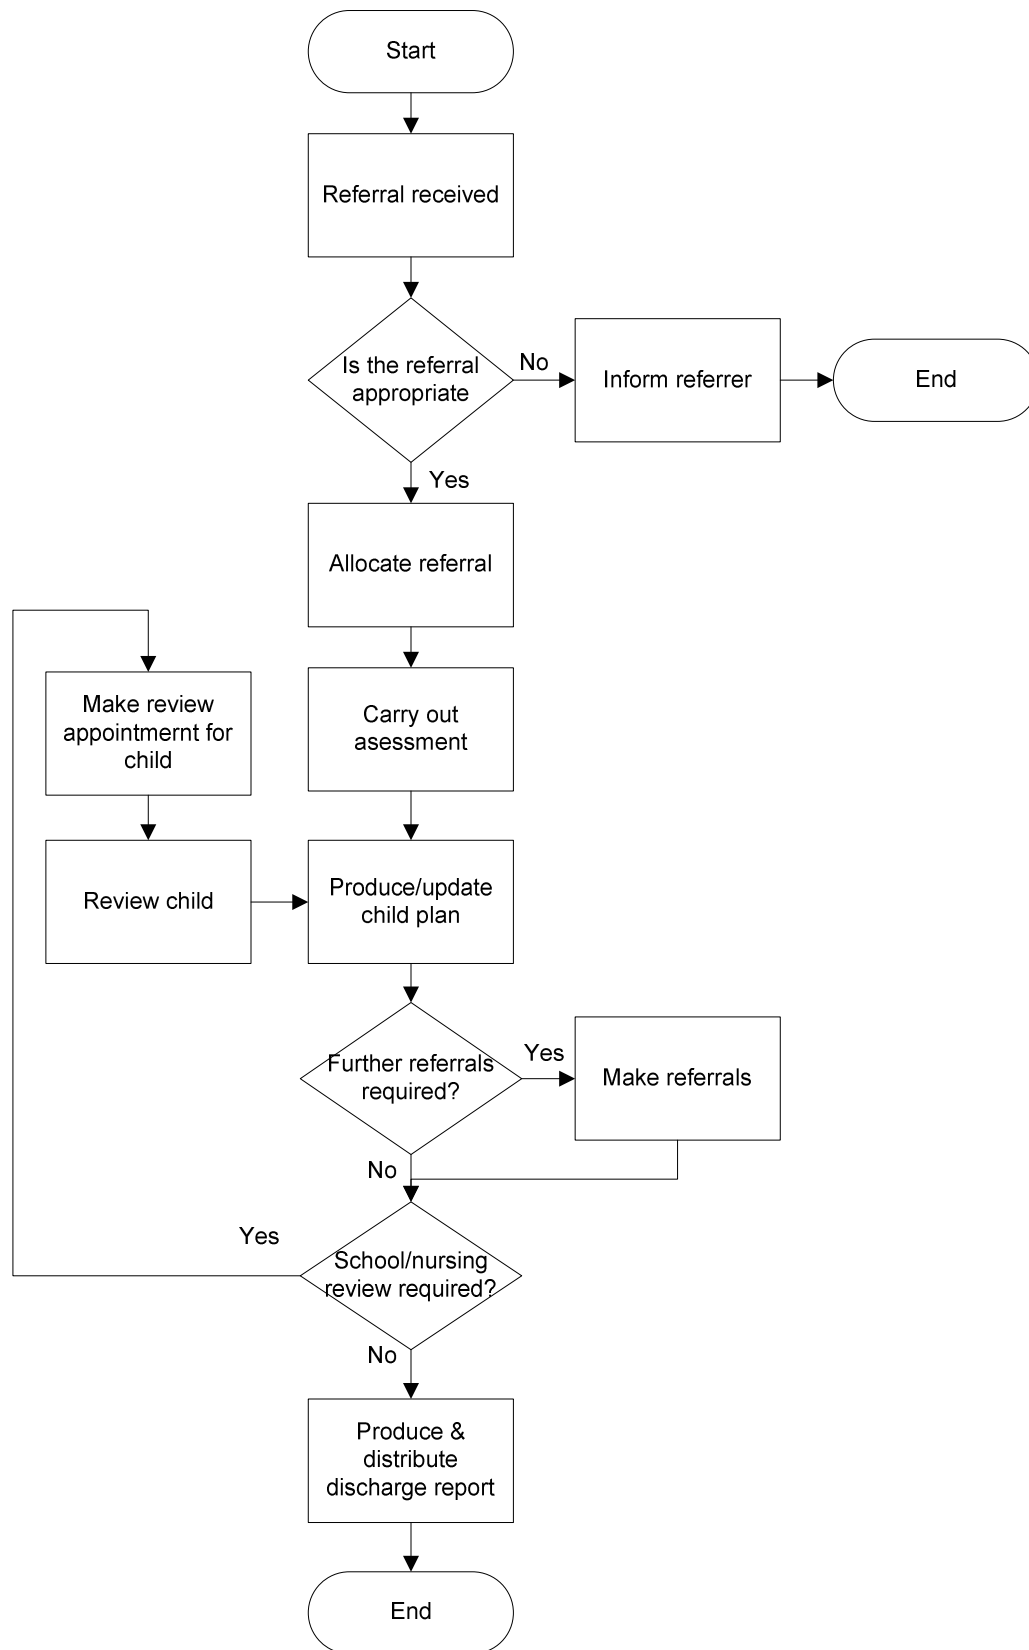 Start
Referral received
Is the referral
appropriate
No
Inform referrer
End
Yes
Allocate referral
Make review
appointmernt for
child
Carry out
asessment
Review child
Produce/update
child plan
Further referrals
required?
Yes
Make referrals
No
Yes
School/nursing
review required?
No
Produce &
distribute
discharge report
End